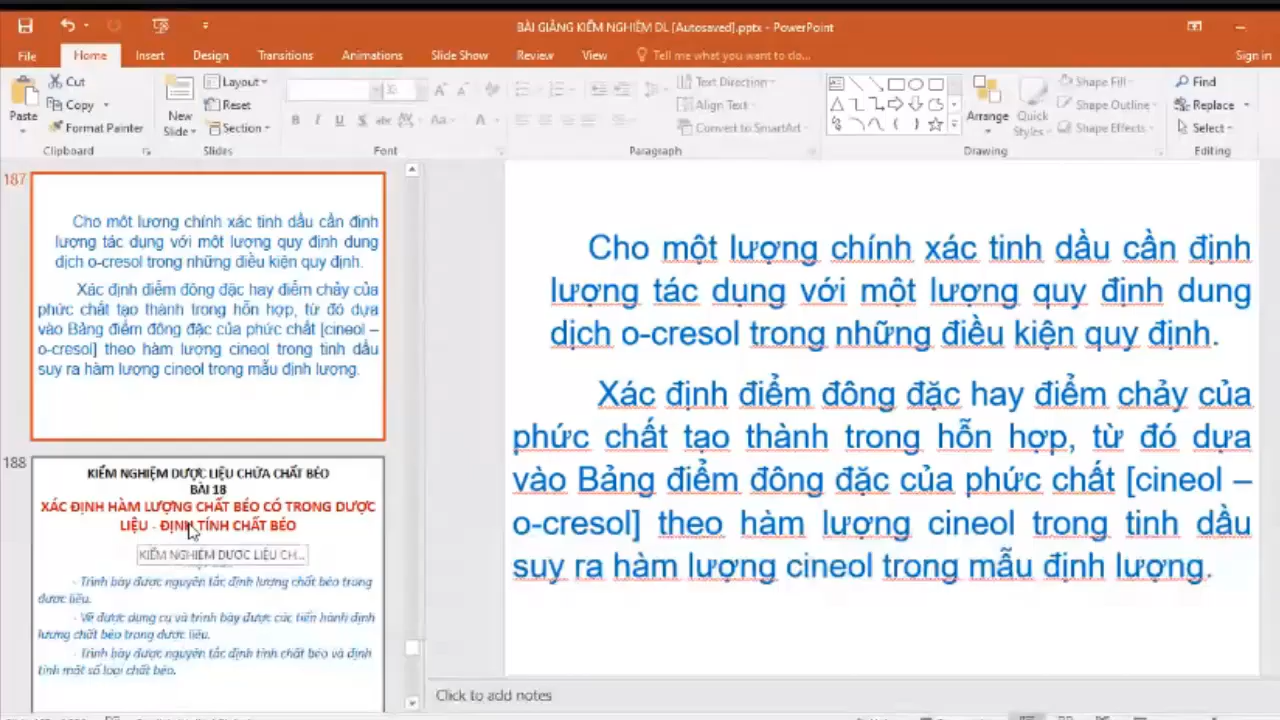 BÀI GIẢNG KIỂM NGHIỆM DL [Autosaved].pptx - PowerPoint
File Home Insert Design Transitions Animations Slide Show Review View Tell me what you want to do... Sign in
Cut
Copy
Format Painter
Paste
Clipboard
New Slide
Layout
Reset
Section
Slides
Font
Text Direction
Align Text
Convert to SmartArt
Paragraph
Arrange
Quick Styles
Shape Fill
Shape Outline
Shape Effects
Drawing
Find
Replace
Select
Editing
187
Cho một lượng chính xác tinh dầu cần định
lượng tác dụng với một lượng quy định dung
dịch o-cresol trong những điều kiện quy định.
Xác định điểm đông đặc hay điểm chảy của
phức chất tạo thành trong hỗn hợp, từ đó dựa
vào Bảng điểm đông đặc của phức chất [cineol –
o-cresol] theo hàm lượng cineol trong tinh dầu
suy ra hàm lượng cineol trong mẫu định lượng.
188
KIỂM NGHIỆM DƯỢC LIỆU CHỨA CHẤT BÉO
BÀI 18
XÁC ĐỊNH HÀM LƯỢNG CHẤT BÉO CÓ TRONG DƯỢC
LIỆU - ĐỊNH TÍNH CHẤT BÉO
KIỂM NGHIỆM DƯỢC LIỆU CH...
- Trình bày được nguyên tắc định lượng chất béo trong
dược liệu.
- Vẽ được dụng cụ và trình bày được các tiến hành định
lượng chất béo trong dược liệu.
- Trình bày được nguyên tắc định tính chất béo và định
tính một số loại chất béo.
Cho một lượng chính xác tinh dầu cần định
lượng tác dụng với một lượng quy định dung
dịch o-cresol trong những điều kiện quy định.
Xác định điểm đông đặc hay điểm chảy của
phức chất tạo thành trong hỗn hợp, từ đó dựa
vào Bảng điểm đông đặc của phức chất [cineol –
o-cresol] theo hàm lượng cineol trong tinh dầu
suy ra hàm lượng cineol trong mẫu định lượng.
Click to add notes